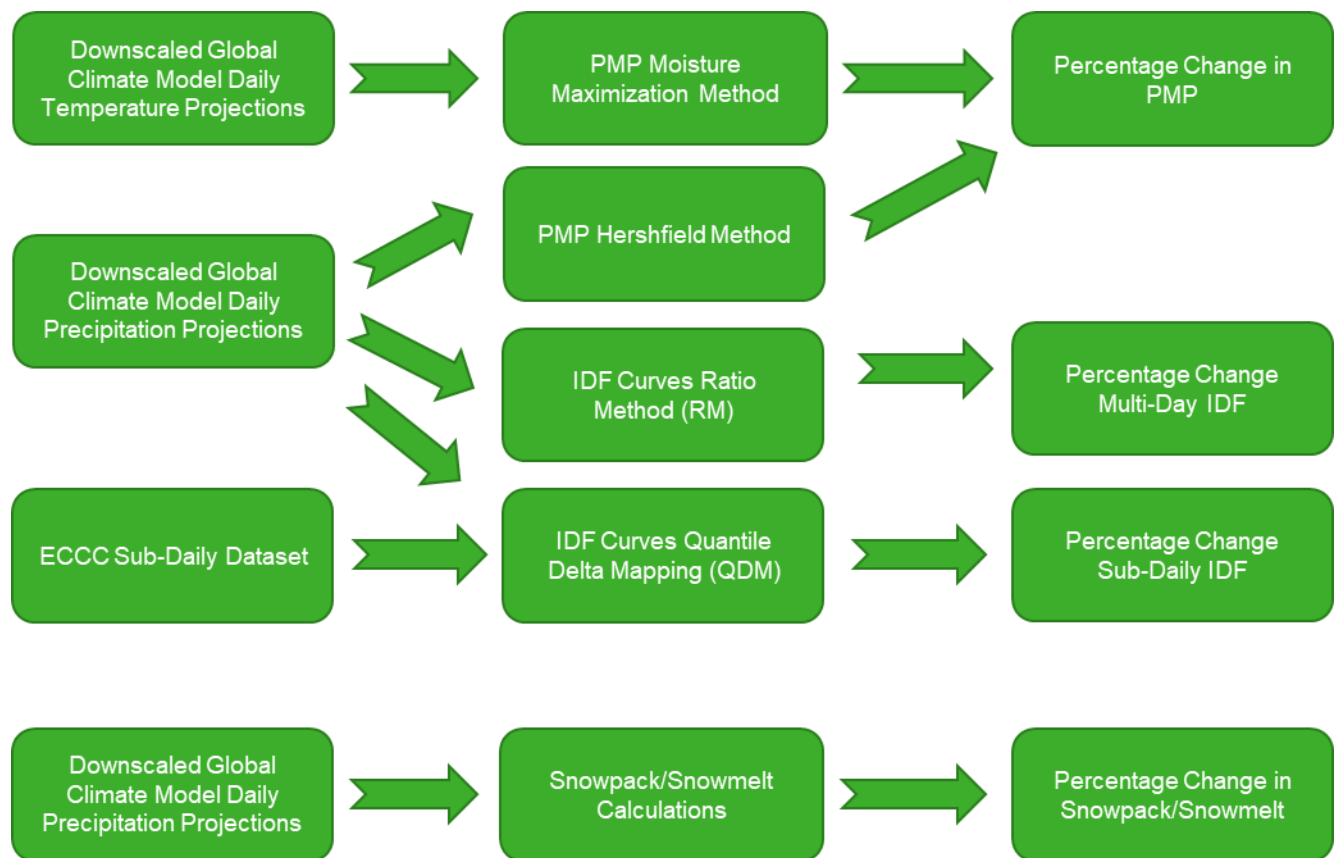 Downscaled Global
Climate Model Daily
Temperature Projections
PMP Moisture
Maximization Method
Percentage Change in
PMP
PMP Hershfield Method
Downscaled Global
Climate Model Daily
Precipitation Projections
IDF Curves Ratio
Method (RM)
Percentage Change
Multi-Day IDF
ECCC Sub-Daily Dataset
IDF Curves Quantile
Delta Mapping (QDM)
Percentage Change
Sub-Daily IDF
Downscaled Global
Climate Model Daily
Precipitation Projections
Snowpack/Snowmelt
Calculations
Percentage Change in
Snowpack/Snowmelt